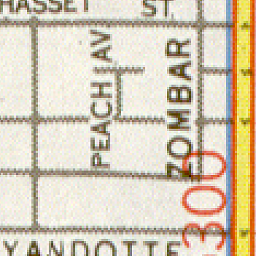 HASSET ST.
PEACH AV
ZOMBAR
300
YANDOTTE